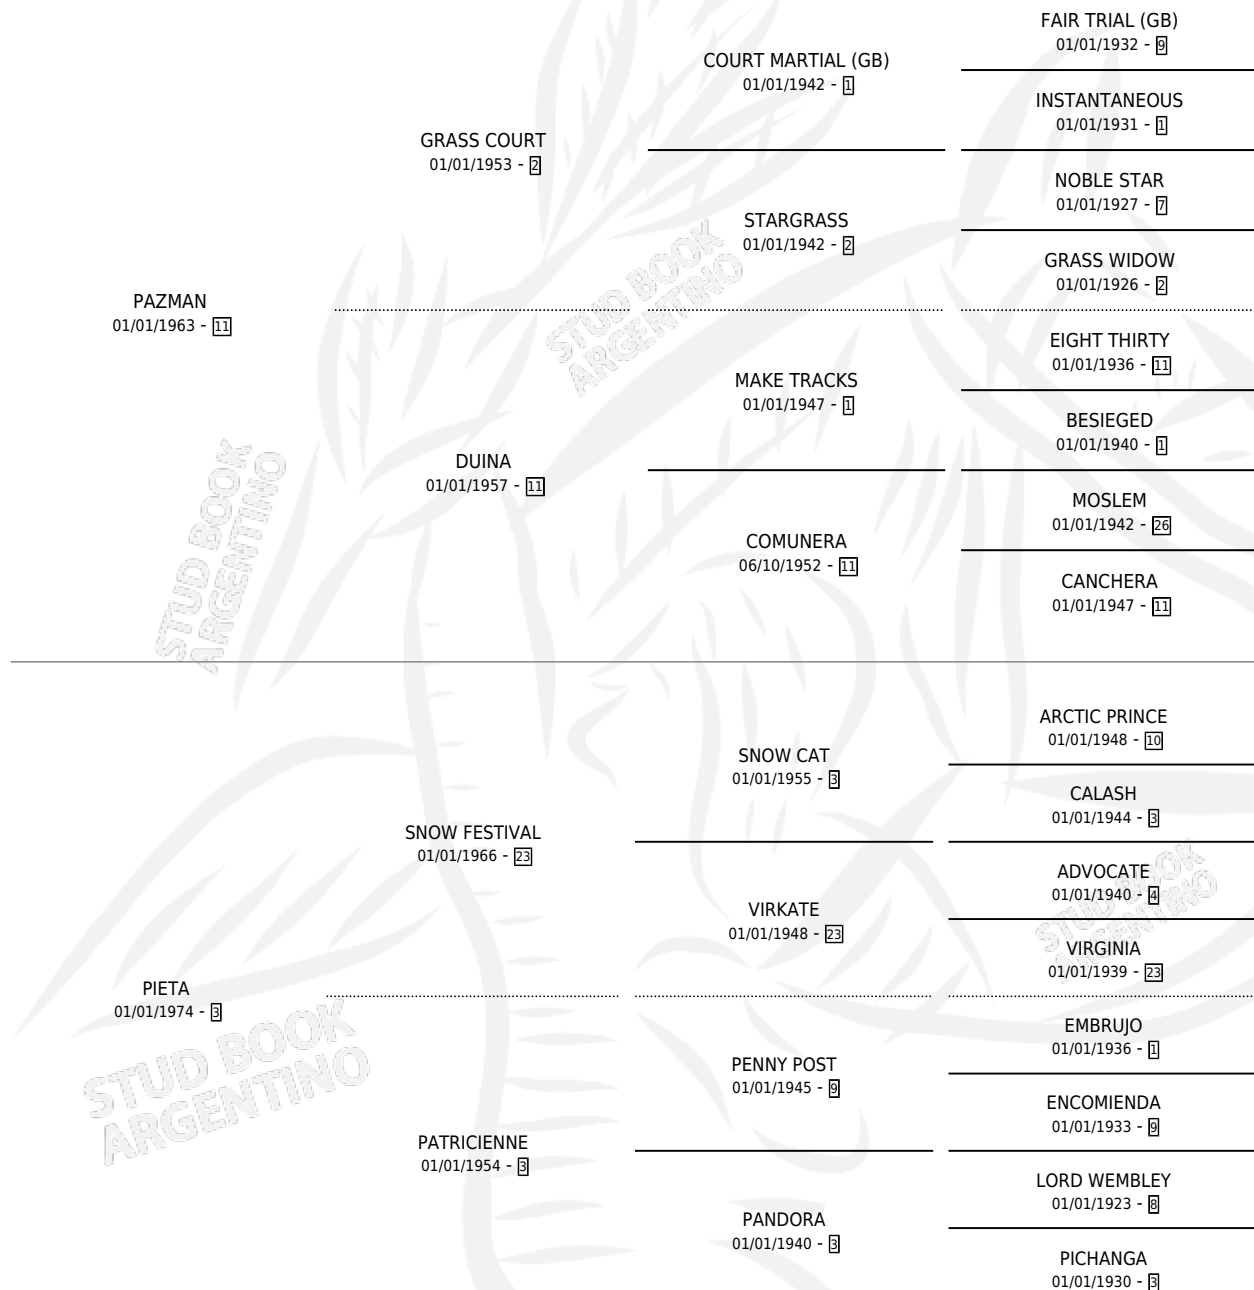 FAIR TRIAL (GB)
01/01/1932 - 9
COURT MARTIAL (GB)
01/01/1942 - 1
INSTANTANEOUS
01/01/1931 - 1
GRASS COURT
01/01/1953 - 2
NOBLE STAR
01/01/1927 - 7
STARGRASS
01/01/1942 - 2
GRASS WIDOW
01/01/1926 - 2
PAZMAN
01/01/1963 - 11
EIGHT THIRTY
01/01/1936 - 11
MAKE TRACKS
01/01/1947 - 1
BESIEGED
01/01/1940 - 1
DUINA
01/01/1957 - 11
MOSLEM
01/01/1942 - 26
COMUNERA
06/10/1952 - 11
CANCHERA
01/01/1947 - 11
STUD BOOK
ARGENTINO
STUD BOOK
ARGENTINO
ARCTIC PRINCE
01/01/1948 - 10
SNOW CAT
01/01/1955 - 3
CALASH
01/01/1944 - 3
SNOW FESTIVAL
01/01/1966 - 23
ADVOCATE
01/01/1940 - 4
VIRKATE
01/01/1948 - 23
VIRGINIA
01/01/1939 - 23
PIETA
01/01/1974 - 3
EMBRUJO
01/01/1936 - 1
PENNY POST
01/01/1945 - 9
ENCOMIENDA
01/01/1933 - 9
PATRICIENNE
01/01/1954 - 3
LORD WEMBLEY
01/01/1923 - 8
PANDORA
01/01/1940 - 3
PICHANGA
01/01/1930 - 3
STUD BOOK
ARGENTINO
STUD BOOK
ARGENTINO